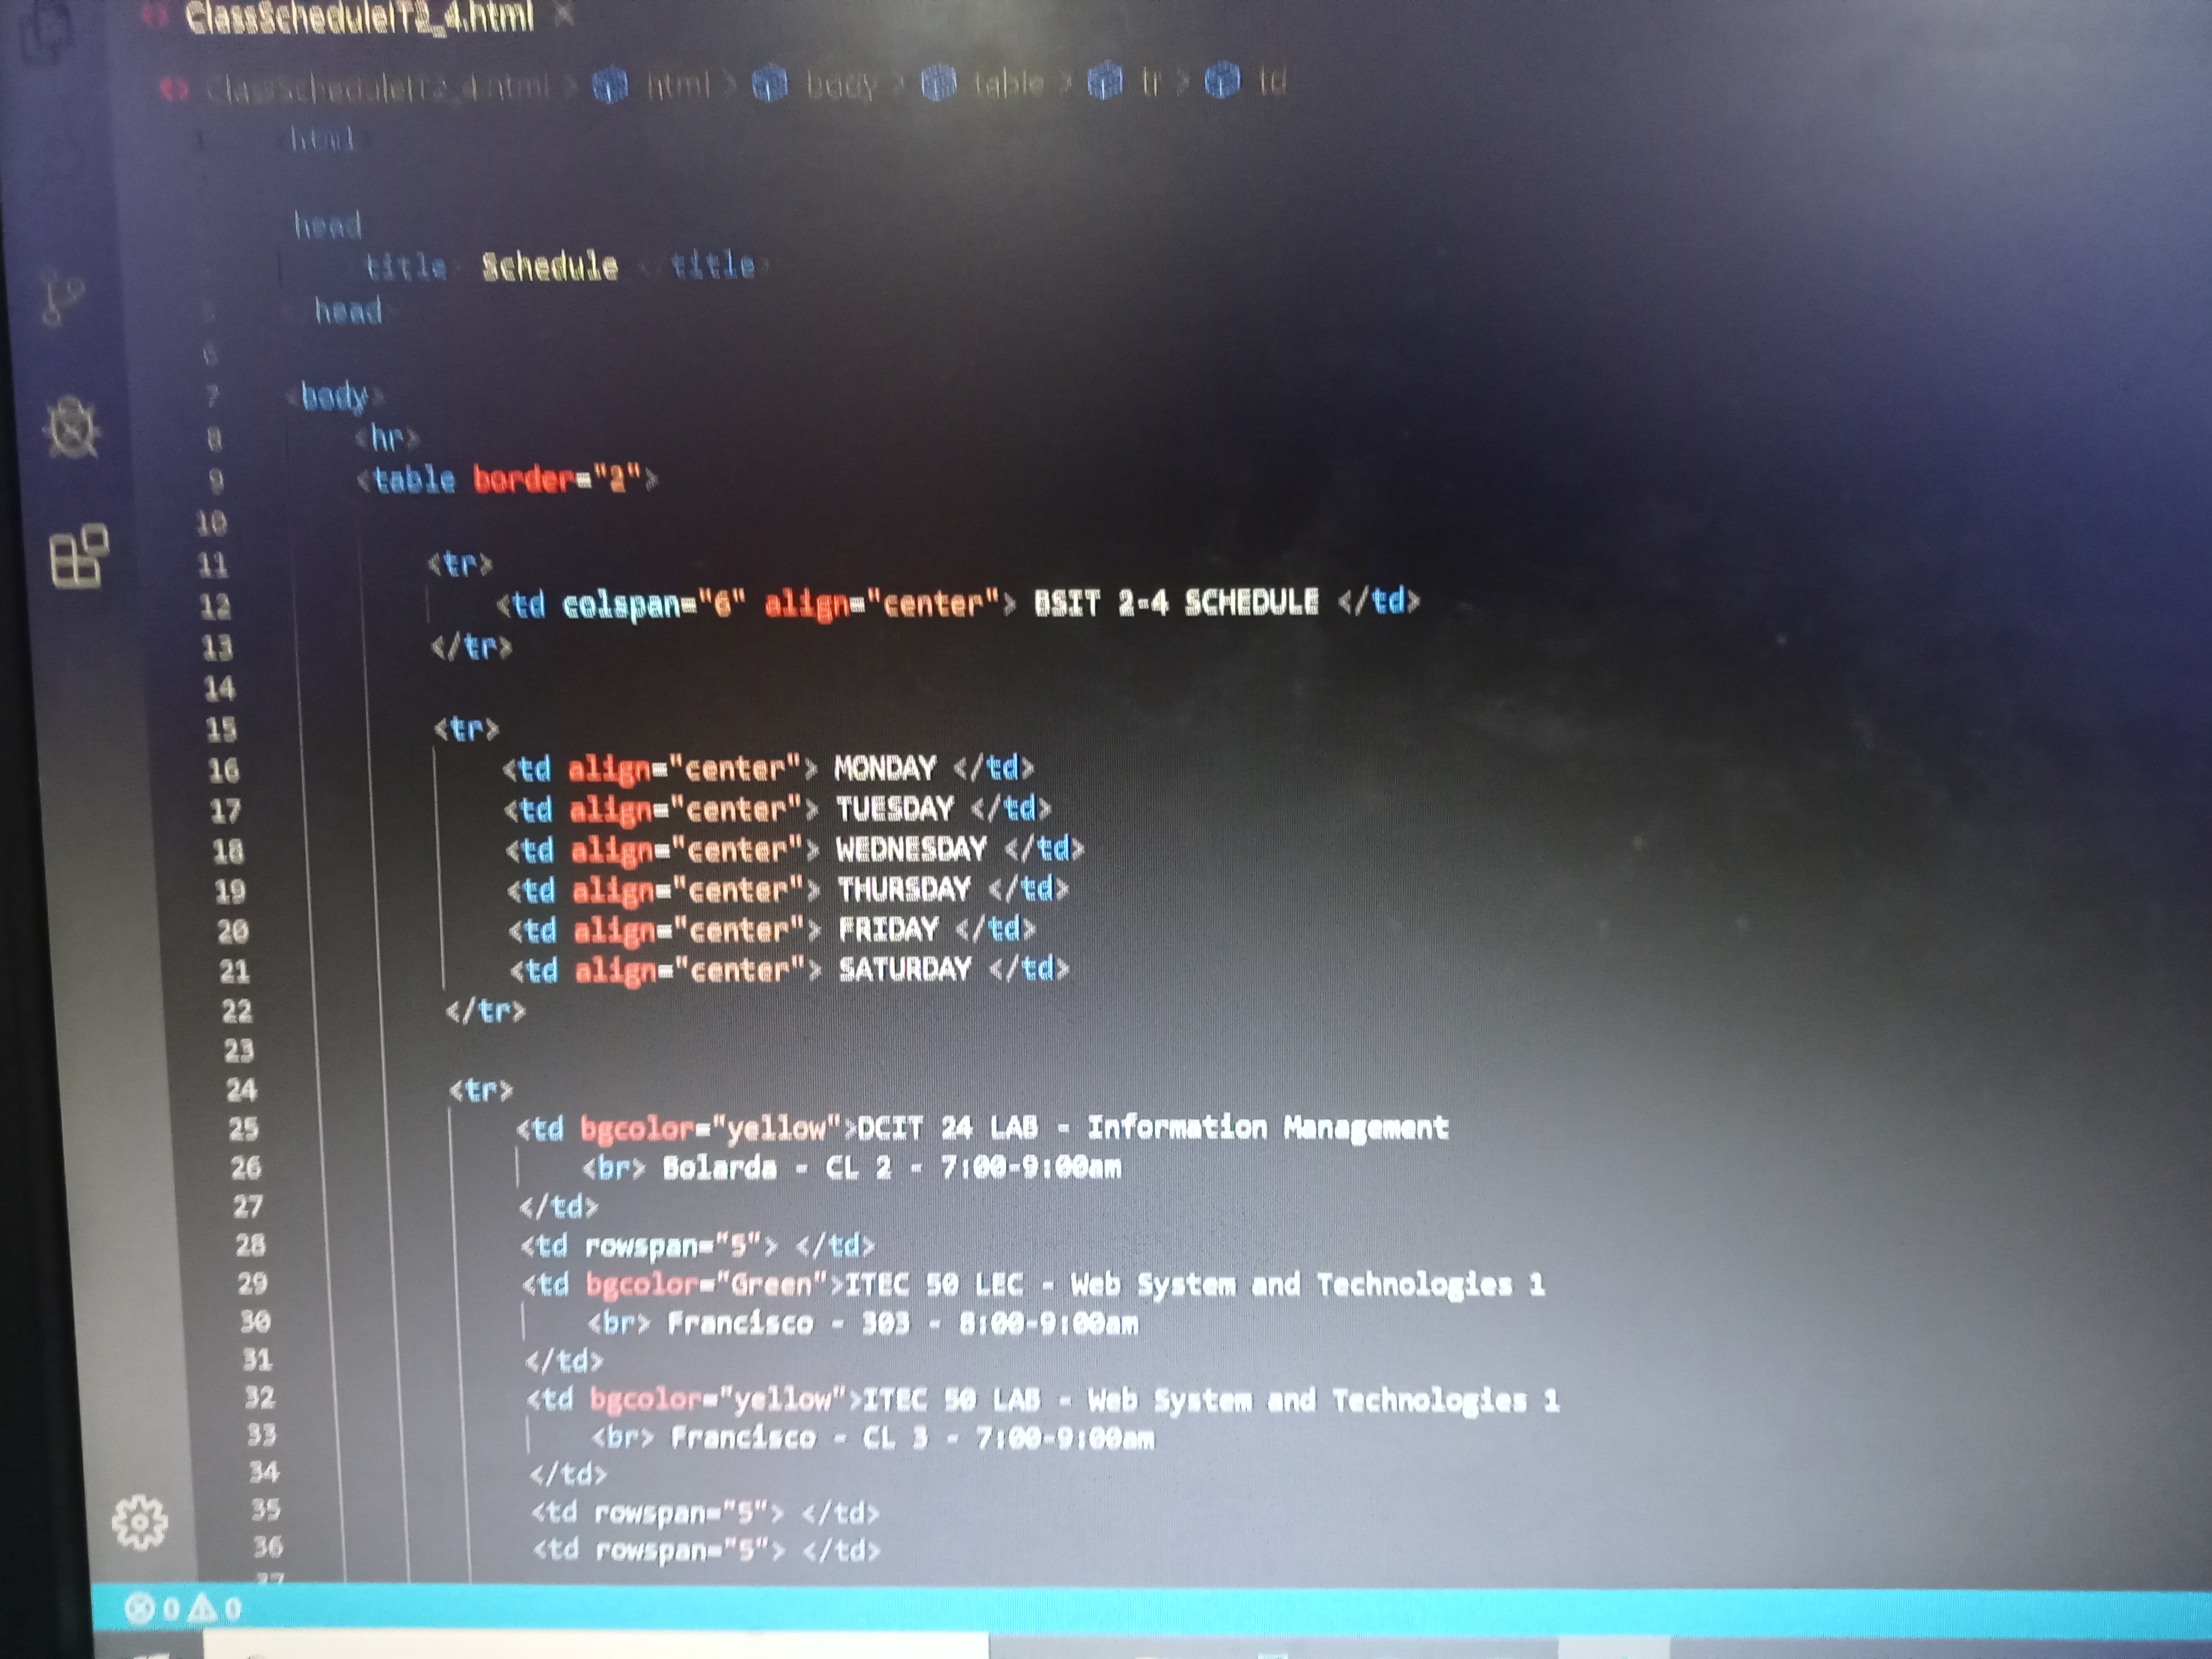 ClassScheduleIT2_4.html ×
<> ClassScheduleIT2_4.html > html > body > table > tr > td
1 <html>
<head>
<title> Schedule </title>
5 </head>
6
7 <body>
8 <hr>
9 <table border="2">
10
11 <tr>
12 <td colspan="6" align="center"> BSIT 2-4 SCHEDULE </td>
13 </tr>
14
15 <tr>
16 <td align="center"> MONDAY </td>
17 <td align="center"> TUESDAY </td>
18 <td align="center"> WEDNESDAY </td>
19 <td align="center"> THURSDAY </td>
20 <td align="center"> FRIDAY </td>
21 <td align="center"> SATURDAY </td>
22 </tr>
23
24 <tr>
25 <td bgcolor="yellow">DCIT 24 LAB - Information Management
26 <br> Bolarda - CL 2 - 7:00-9:00am
27 </td>
28 <td rowspan="5"> </td>
29 <td bgcolor="Green">ITEC 50 LEC - Web System and Technologies 1
30 <br> Francisco - 303 - 8:00-9:00am
31 </td>
32 <td bgcolor="yellow">ITEC 50 LAB - Web System and Technologies 1
33 <br> Francisco - CL 3 - 7:00-9:00am
34 </td>
35 <td rowspan="5"> </td>
36 <td rowspan="5"> </td>
37
0 0